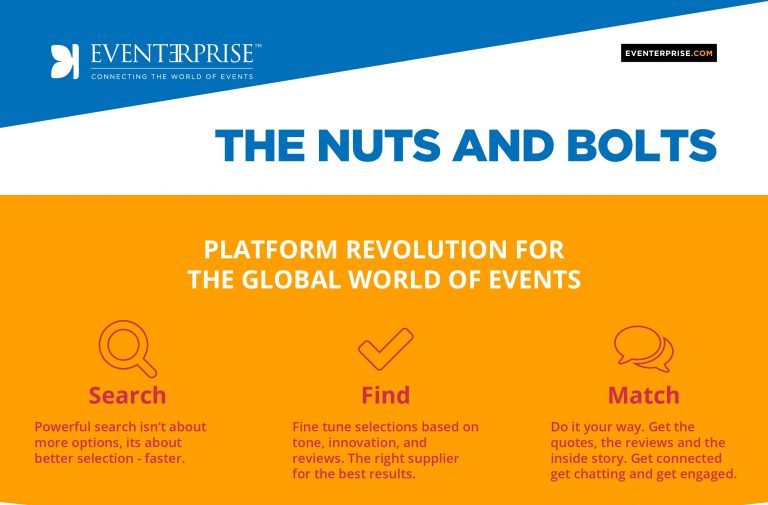 EVENTERPRISE™
CONNECTING THE WORLD OF EVENTS
EVENTERPRISE.COM
THE NUTS AND BOLTS
PLATFORM REVOLUTION FOR
THE GLOBAL WORLD OF EVENTS
Search
Powerful search isn’t about
more options, its about
better selection - faster.
Find
Fine tune selections based on
tone, innovation, and
reviews. The right supplier
for the best results.
Match
Do it your way. Get the
quotes, the reviews and the
inside story. Get connected
get chatting and get engaged.